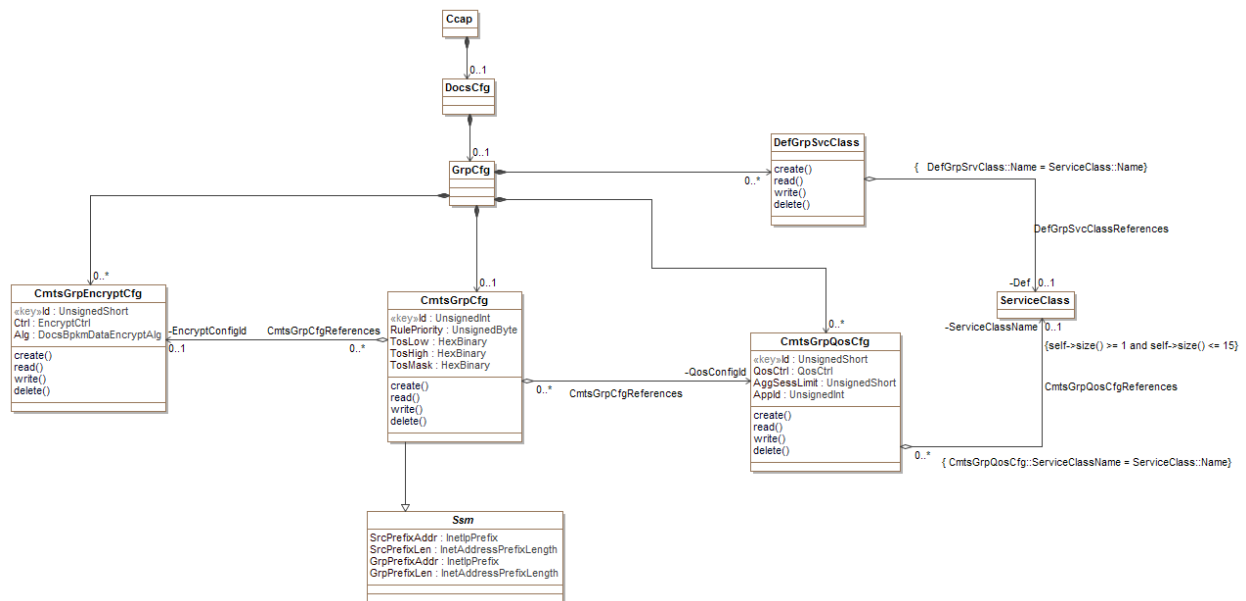 Ccap
0..1
DocsCfg
0..1
GrpCfg
DefGrpSvcClass
create()
read()
write()
delete()
0..*
{ DefGrpSrvClass::Name = ServiceClass::Name}
DefGrpSvcClassReferences
-Def 0..1
ServiceClass
-ServiceClassName 0..1
{self->size() >= 1 and self->size() <= 15}
CmtsGrpQosCfgReferences
0..*
CmtsGrpEncryptCfg
«key»Id : UnsignedShort
Ctrl : EncryptCtrl
Alg : DocsBpkmDataEncryptAlg
create()
read()
write()
delete()
-EncryptConfigId
0..1
CmtsGrpCfgReferences
0..*
0..1
CmtsGrpCfg
«key»Id : UnsignedInt
RulePriority : UnsignedByte
TosLow : HexBinary
TosHigh : HexBinary
TosMask : HexBinary
create()
read()
write()
delete()
0..*
CmtsGrpCfgReferences
-QosConfigId
0..*
CmtsGrpQosCfg
«key»Id : UnsignedShort
QosCtrl : QosCtrl
AggSessLimit : UnsignedShort
AppId : UnsignedInt
create()
read()
write()
delete()
0..*
{ CmtsGrpQosCfg::ServiceClassName = ServiceClass::Name}
Ssm
SrcPrefixAddr : InetIpPrefix
SrcPrefixLen : InetAddressPrefixLength
GrpPrefixAddr : InetIpPrefix
GrpPrefixLen : InetAddressPrefixLength